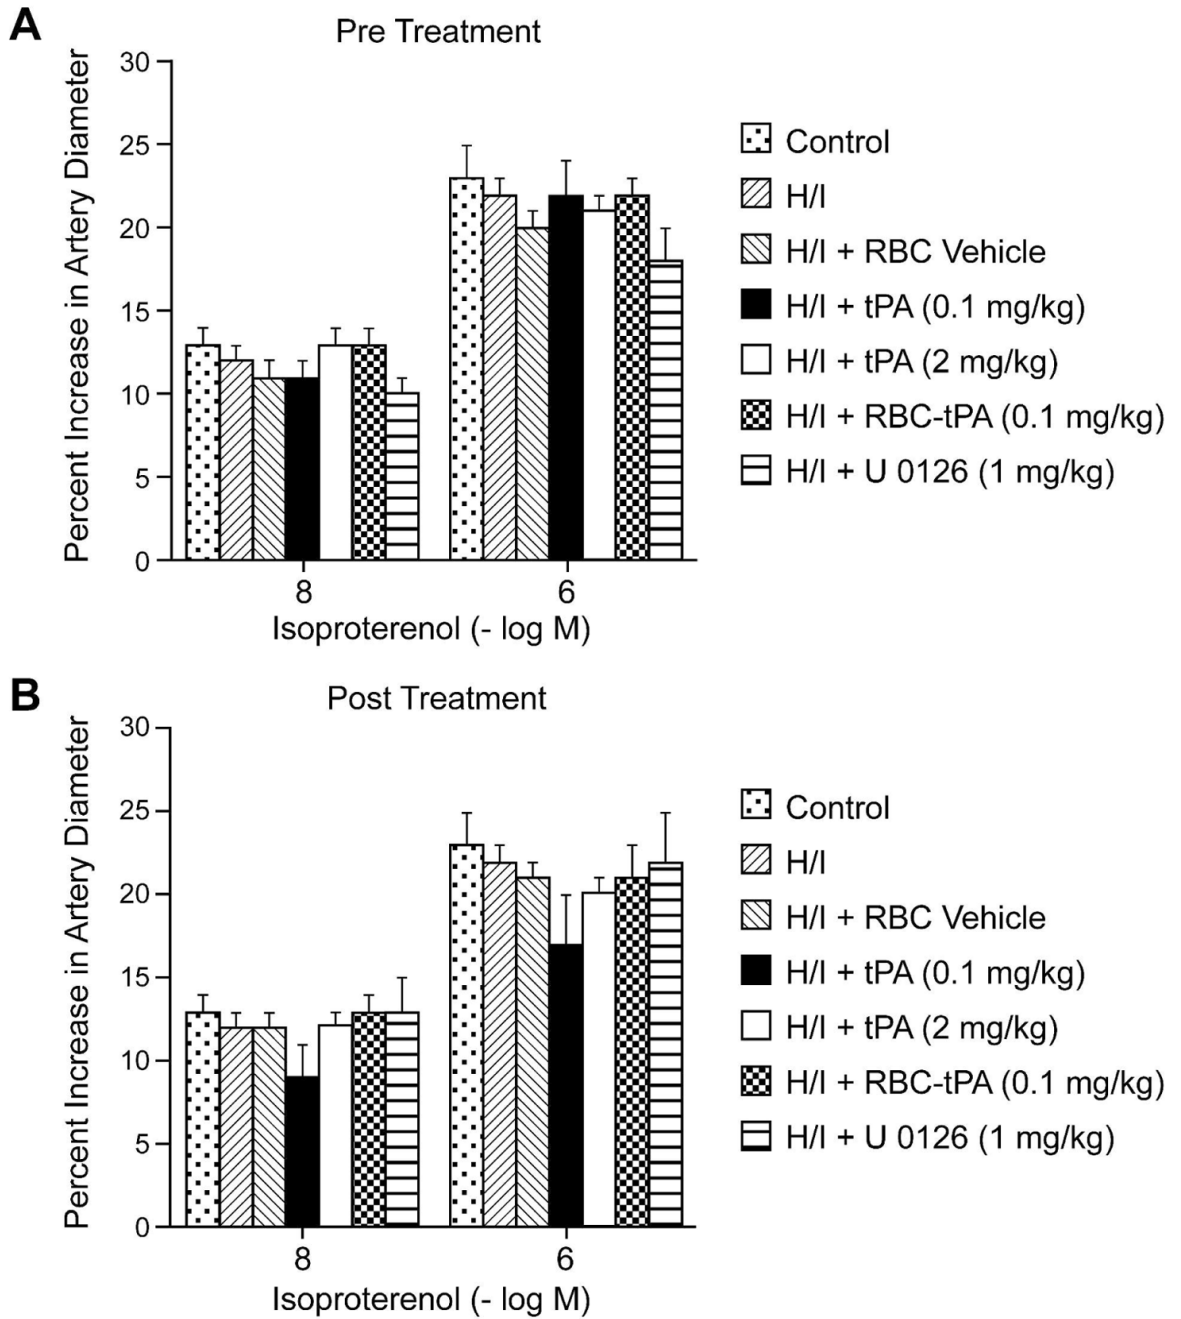 A
Pre Treatment
Percent Increase in Artery Diameter
30
25
20
15
10
5
0
8
6
Isoproterenol (- log M)
Control
H/I
H/I + RBC Vehicle
H/I + tPA (0.1 mg/kg)
H/I + tPA (2 mg/kg)
H/I + RBC-tPA (0.1 mg/kg)
H/I + U 0126 (1 mg/kg)
B
Post Treatment
Percent Increase in Artery Diameter
30
25
20
15
10
5
0
8
6
Isoproterenol (- log M)
Control
H/I
H/I + RBC Vehicle
H/I + tPA (0.1 mg/kg)
H/I + tPA (2 mg/kg)
H/I + RBC-tPA (0.1 mg/kg)
H/I + U 0126 (1 mg/kg)